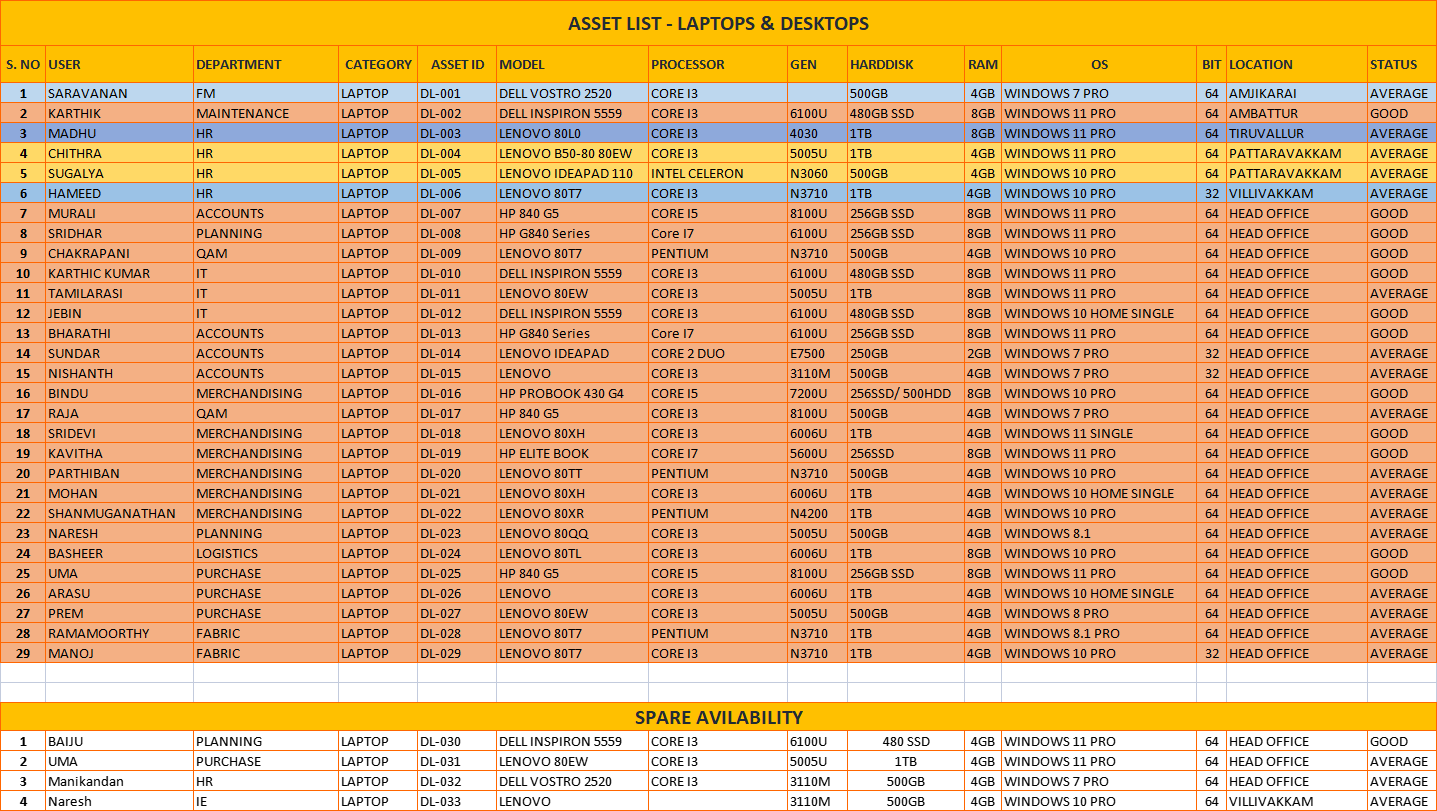 ASSET LIST - LAPTOPS & DESKTOPS
S. NO USER DEPARTMENT CATEGORY ASSET ID MODEL PROCESSOR GEN HARDDISK RAM OS BIT LOCATION STATUS
1 SARAVANAN FM LAPTOP DL-001 DELL VOSTRO 2520 CORE I3 500GB 4GB WINDOWS 7 PRO 64 AMJIKARAI AVERAGE
2 KARTHIK MAINTENANCE LAPTOP DL-002 DELL INSPIRON 5559 CORE I3 6100U 480GB SSD 8GB WINDOWS 11 PRO 64 AMBATTUR GOOD
3 MADHU HR LAPTOP DL-003 LENOVO 80L0 CORE I3 4030 1TB 8GB WINDOWS 11 PRO 64 TIRUVALLUR AVERAGE
4 CHITHRA HR LAPTOP DL-004 LENOVO B50-80 80EW CORE I3 5005U 1TB 4GB WINDOWS 11 PRO 64 PATTARAVAKKAM AVERAGE
5 SUGALYA HR LAPTOP DL-005 LENOVO IDEAPAD 110 INTEL CELERON N3060 500GB 4GB WINDOWS 10 PRO 64 PATTARAVAKKAM AVERAGE
6 HAMEED HR LAPTOP DL-006 LENOVO 80T7 CORE I3 N3710 1TB 4GB WINDOWS 10 PRO 32 VILLIVAKKAM AVERAGE
7 MURALI ACCOUNTS LAPTOP DL-007 HP 840 G5 CORE I5 8100U 256GB SSD 8GB WINDOWS 11 PRO 64 HEAD OFFICE GOOD
8 SRIDHAR PLANNING LAPTOP DL-008 HP G840 Series Core I7 6100U 256GB SSD 8GB WINDOWS 11 PRO 64 HEAD OFFICE GOOD
9 CHAKRAPANI QAM LAPTOP DL-009 LENOVO 80T7 PENTIUM N3710 500GB 4GB WINDOWS 10 PRO 64 HEAD OFFICE GOOD
10 KARTHIC KUMAR IT LAPTOP DL-010 DELL INSPIRON 5559 CORE I3 6100U 480GB SSD 8GB WINDOWS 11 PRO 64 HEAD OFFICE GOOD
11 TAMILARASI IT LAPTOP DL-011 LENOVO 80EW CORE I3 5005U 1TB 8GB WINDOWS 11 PRO 64 HEAD OFFICE AVERAGE
12 JEBIN IT LAPTOP DL-012 DELL INSPIRON 5559 CORE I3 6100U 480GB SSD 8GB WINDOWS 10 HOME SINGLE 64 HEAD OFFICE GOOD
13 BHARATHI ACCOUNTS LAPTOP DL-013 HP G840 Series Core I7 6100U 256GB SSD 8GB WINDOWS 11 PRO 64 HEAD OFFICE GOOD
14 SUNDAR ACCOUNTS LAPTOP DL-014 LENOVO IDEAPAD CORE 2 DUO E7500 250GB 2GB WINDOWS 7 PRO 32 HEAD OFFICE AVERAGE
15 NISHANTH ACCOUNTS LAPTOP DL-015 LENOVO CORE I3 3110M 500GB 4GB WINDOWS 7 PRO 32 HEAD OFFICE AVERAGE
16 BINDU MERCHANDISING LAPTOP DL-016 HP PROBOOK 430 G4 CORE I5 7200U 256SSD/ 500HDD 8GB WINDOWS 10 PRO 64 HEAD OFFICE GOOD
17 RAJA QAM LAPTOP DL-017 HP 840 G5 CORE I3 8100U 500GB 4GB WINDOWS 7 PRO 64 HEAD OFFICE AVERAGE
18 SRIDEVI MERCHANDISING LAPTOP DL-018 LENOVO 80XH CORE I3 6006U 1TB 4GB WINDOWS 11 SINGLE 64 HEAD OFFICE GOOD
19 KAVITHA MERCHANDISING LAPTOP DL-019 HP ELITE BOOK CORE I7 5600U 256SSD 8GB WINDOWS 11 PRO 64 HEAD OFFICE GOOD
20 PARTHIBAN MERCHANDISING LAPTOP DL-020 LENOVO 80TT PENTIUM N3710 500GB 4GB WINDOWS 10 PRO 64 HEAD OFFICE AVERAGE
21 MOHAN MERCHANDISING LAPTOP DL-021 LENOVO 80XH CORE I3 6006U 1TB 4GB WINDOWS 10 HOME SINGLE 64 HEAD OFFICE AVERAGE
22 SHANMUGANATHAN MERCHANDISING LAPTOP DL-022 LENOVO 80XR PENTIUM N4200 1TB 4GB WINDOWS 10 PRO 64 HEAD OFFICE AVERAGE
23 NARESH PLANNING LAPTOP DL-023 LENOVO 80QQ CORE I3 5005U 500GB 4GB WINDOWS 8.1 64 HEAD OFFICE AVERAGE
24 BASHEER LOGISTICS LAPTOP DL-024 LENOVO 80TL CORE I3 6006U 1TB 8GB WINDOWS 10 PRO 64 HEAD OFFICE GOOD
25 UMA PURCHASE LAPTOP DL-025 HP 840 G5 CORE I5 8100U 256GB SSD 8GB WINDOWS 11 PRO 64 HEAD OFFICE GOOD
26 ARASU PURCHASE LAPTOP DL-026 LENOVO CORE I3 6006U 1TB 4GB WINDOWS 10 HOME SINGLE 64 HEAD OFFICE AVERAGE
27 PREM PURCHASE LAPTOP DL-027 LENOVO 80EW CORE I3 5005U 500GB 4GB WINDOWS 8 PRO 64 HEAD OFFICE AVERAGE
28 RAMAMOORTHY FABRIC LAPTOP DL-028 LENOVO 80T7 PENTIUM N3710 1TB 4GB WINDOWS 8.1 PRO 64 HEAD OFFICE AVERAGE
29 MANOJ FABRIC LAPTOP DL-029 LENOVO 80T7 CORE I3 N3710 1TB 4GB WINDOWS 10 PRO 32 HEAD OFFICE AVERAGE
SPARE AVILABILITY
1 BAIJU PLANNING LAPTOP DL-030 DELL INSPIRON 5559 CORE I3 6100U 480 SSD 4GB WINDOWS 11 PRO 64 HEAD OFFICE GOOD
2 UMA PURCHASE LAPTOP DL-031 LENOVO 80EW CORE I3 5005U 1TB 4GB WINDOWS 11 PRO 64 HEAD OFFICE AVERAGE
3 Manikandan HR LAPTOP DL-032 DELL VOSTRO 2520 CORE I3 3110M 500GB 4GB WINDOWS 7 PRO 64 HEAD OFFICE AVERAGE
4 Naresh IE LAPTOP DL-033 LENOVO 3110M 500GB 4GB WINDOWS 10 PRO 64 VILLIVAKKAM AVERAGE